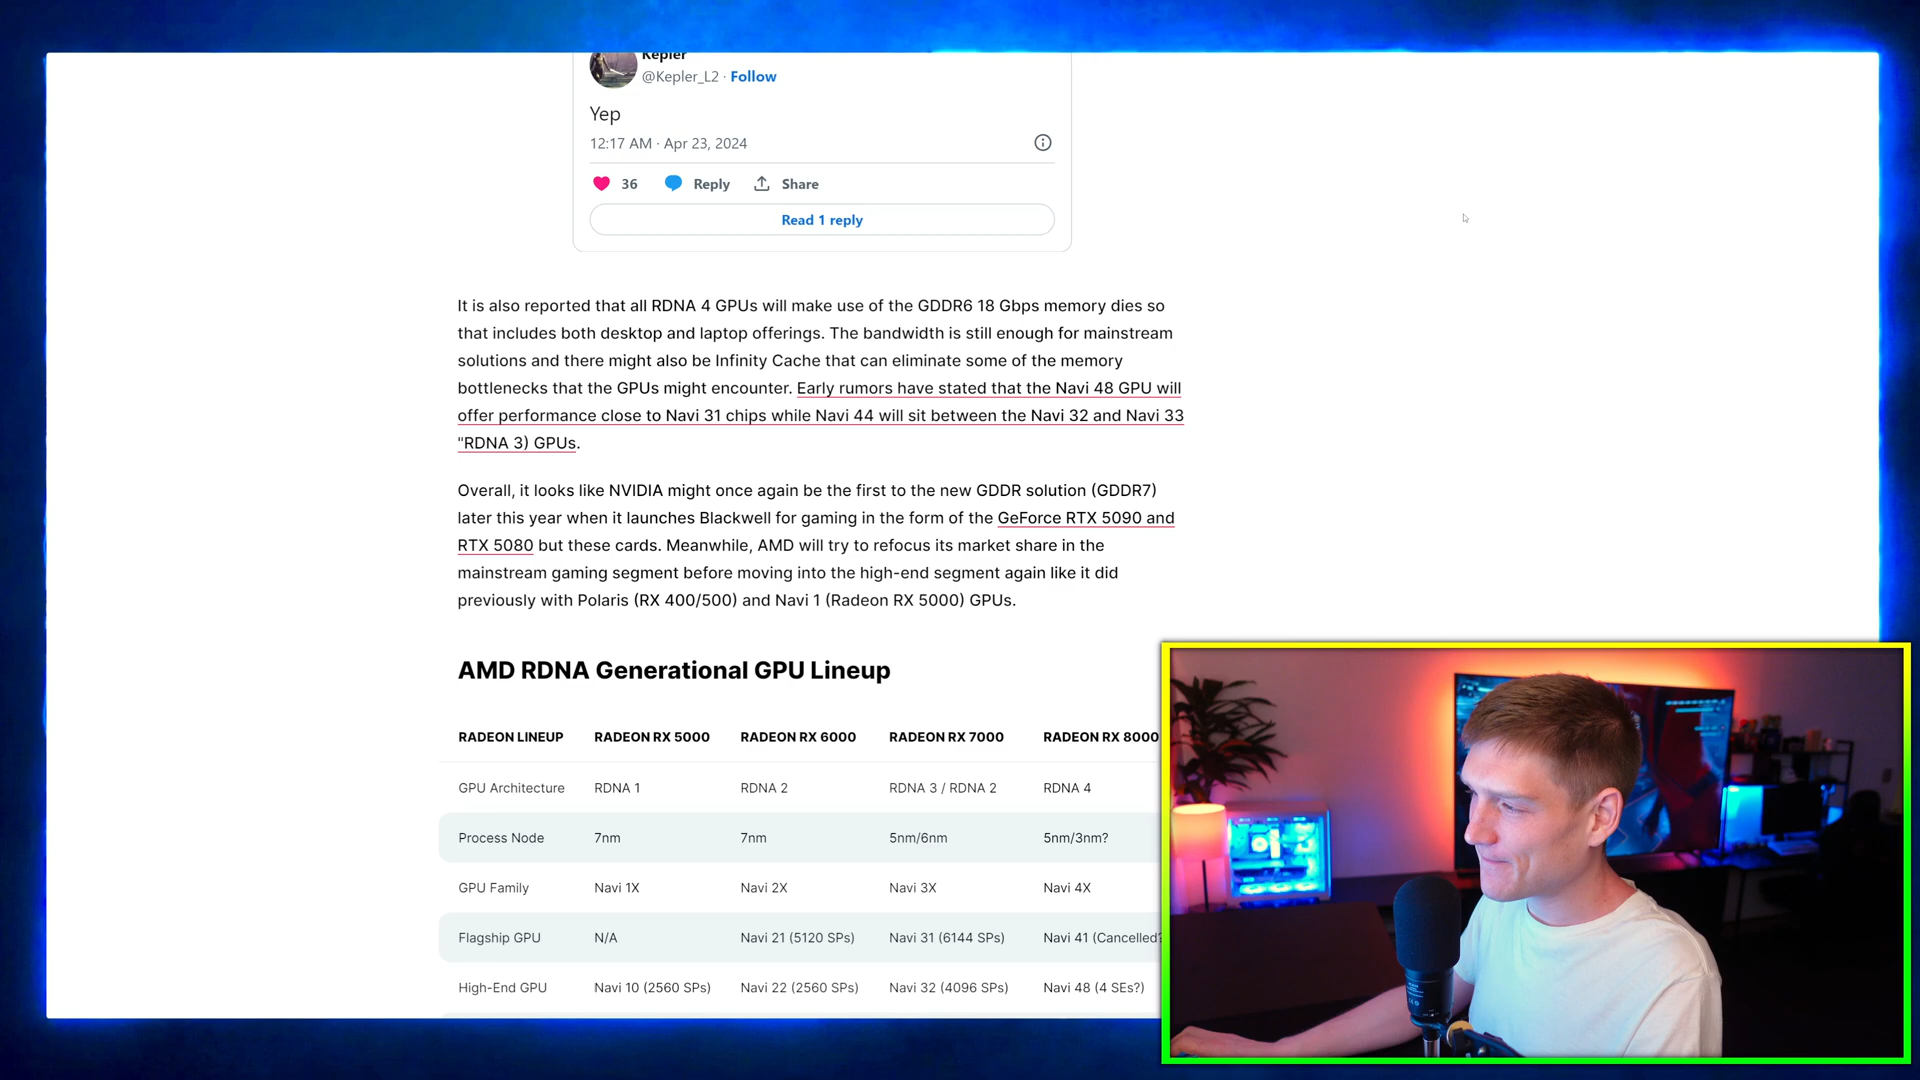 Kepler
@Kepler_L2 · Follow
Yep
12:17 AM · Apr 23, 2024
36 Reply Share
Read 1 reply
It is also reported that all RDNA 4 GPUs will make use of the GDDR6 18 Gbps memory dies so
that includes both desktop and laptop offerings. The bandwidth is still enough for mainstream
solutions and there might also be Infinity Cache that can eliminate some of the memory
bottlenecks that the GPUs might encounter. Early rumors have stated that the Navi 48 GPU will
offer performance close to Navi 31 chips while Navi 44 will sit between the Navi 32 and Navi 33
"RDNA 3) GPUs.
Overall, it looks like NVIDIA might once again be the first to the new GDDR solution (GDDR7)
later this year when it launches Blackwell for gaming in the form of the GeForce RTX 5090 and
RTX 5080 but these cards. Meanwhile, AMD will try to refocus its market share in the
mainstream gaming segment before moving into the high-end segment again like it did
previously with Polaris (RX 400/500) and Navi 1 (Radeon RX 5000) GPUs.
AMD RDNA Generational GPU Lineup
RADEON LINEUP RADEON RX 5000 RADEON RX 6000 RADEON RX 7000 RADEON RX 8000
GPU Architecture RDNA 1 RDNA 2 RDNA 3 / RDNA 2 RDNA 4
Process Node 7nm 7nm 5nm/6nm 5nm/3nm?
GPU Family Navi 1X Navi 2X Navi 3X Navi 4X
Flagship GPU N/A Navi 21 (5120 SPs) Navi 31 (6144 SPs) Navi 41 (Cancelled?
High-End GPU Navi 10 (2560 SPs) Navi 22 (2560 SPs) Navi 32 (4096 SPs) Navi 48 (4 SEs?)